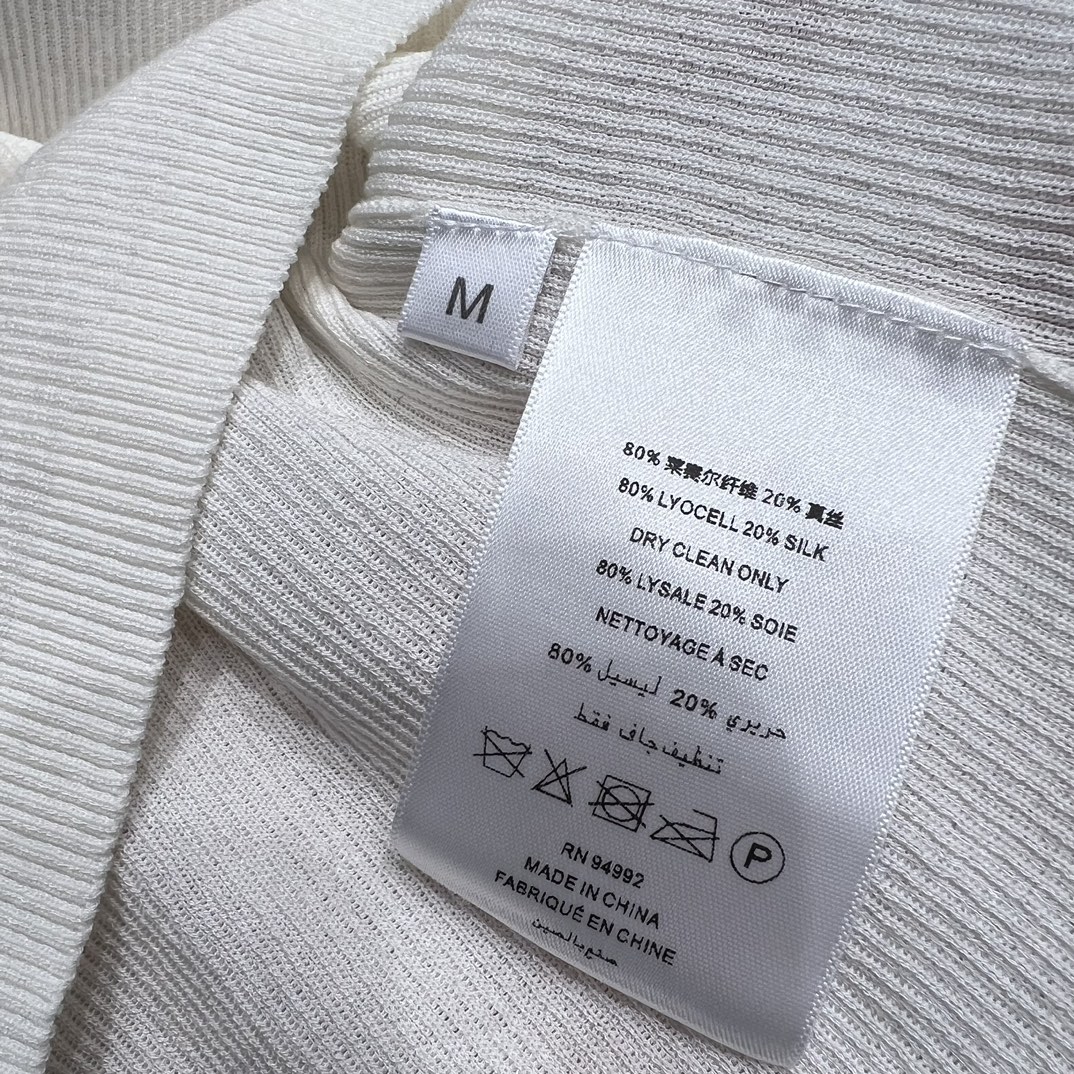 M
80% 莱赛尔纤维 20% 真丝
80% LYOCELL 20% SILK
DRY CLEAN ONLY
80% LYSALE 20% SOIE
NETTOYAGE À SEC
80% ليسيل 20% حريري
تنظيف جاف فقط
P
RN 94992
MADE IN CHINA
FABRIQUÉ EN CHINE
صنع بالصين